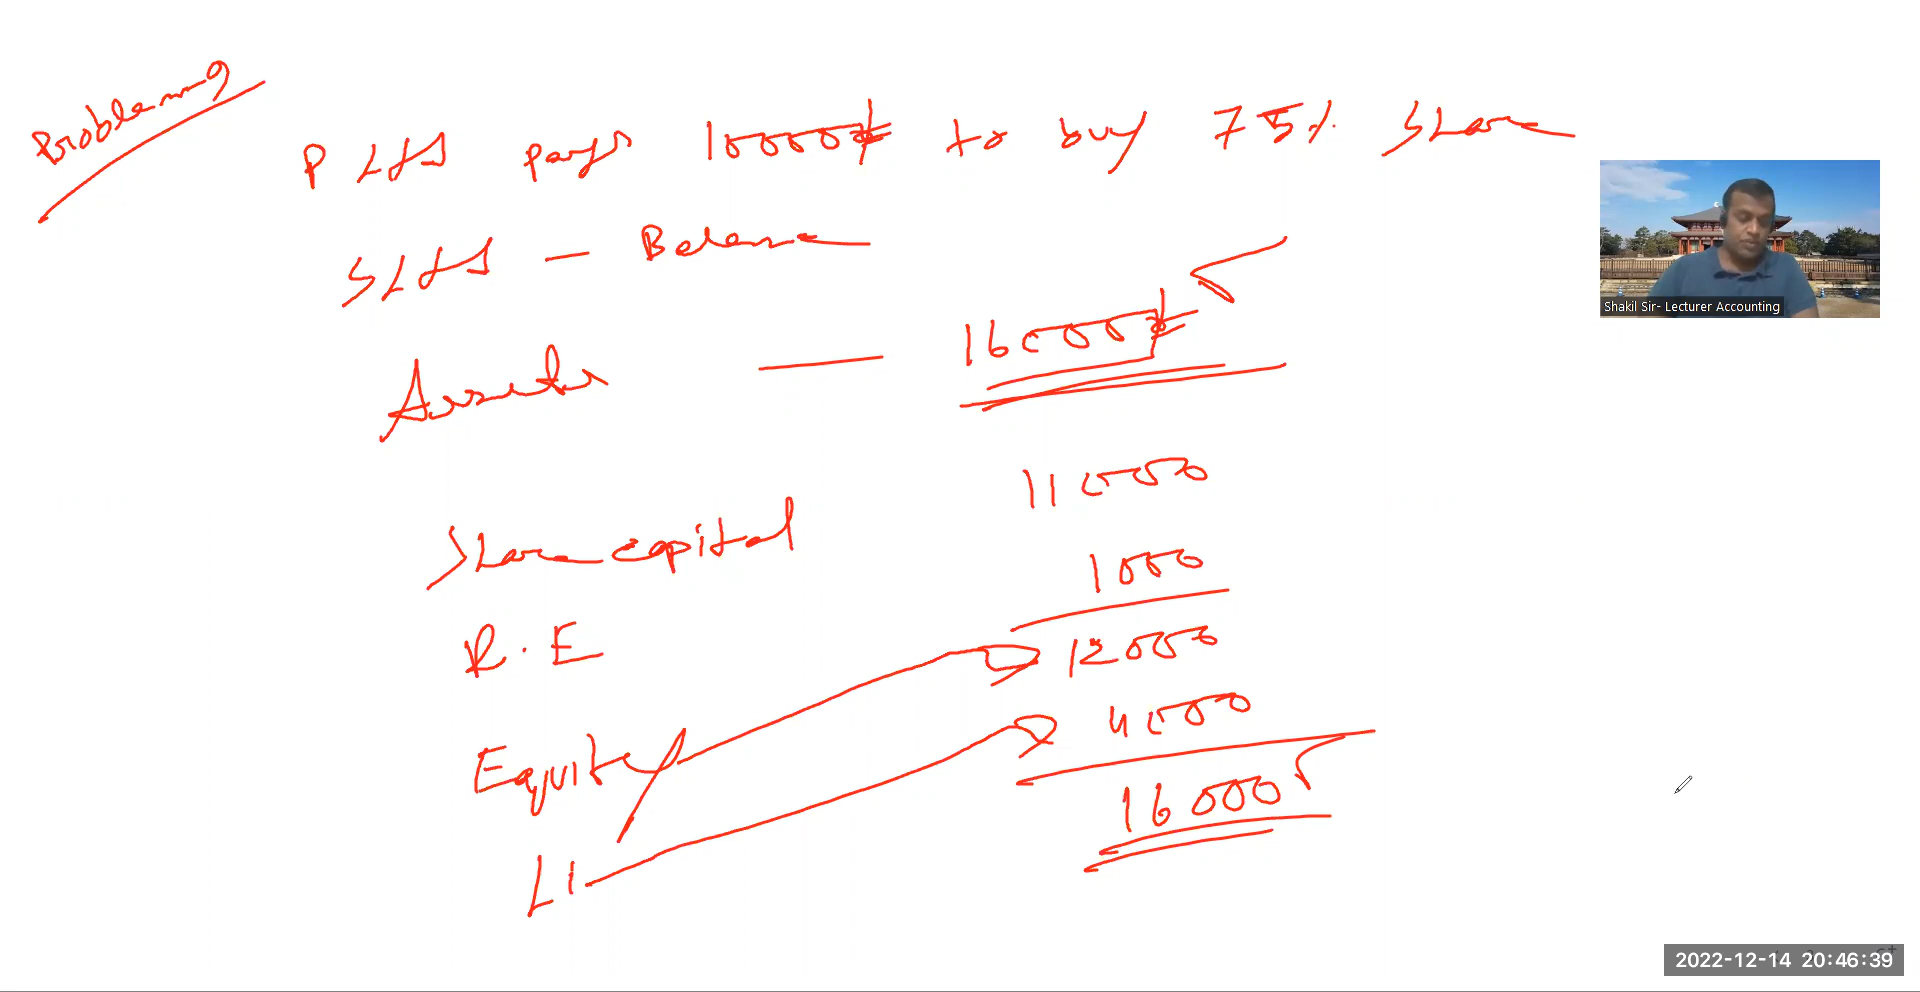 Problem
P Ltd pays 10000/= to buy 75% share
S Ltd - Balance
Assets — 16000/=
11000
Share capital
1000
R.E
12000
4000
Equity
16000
LI
Shakil Sir- Lecturer Accounting
2022-12-14 20:46:39